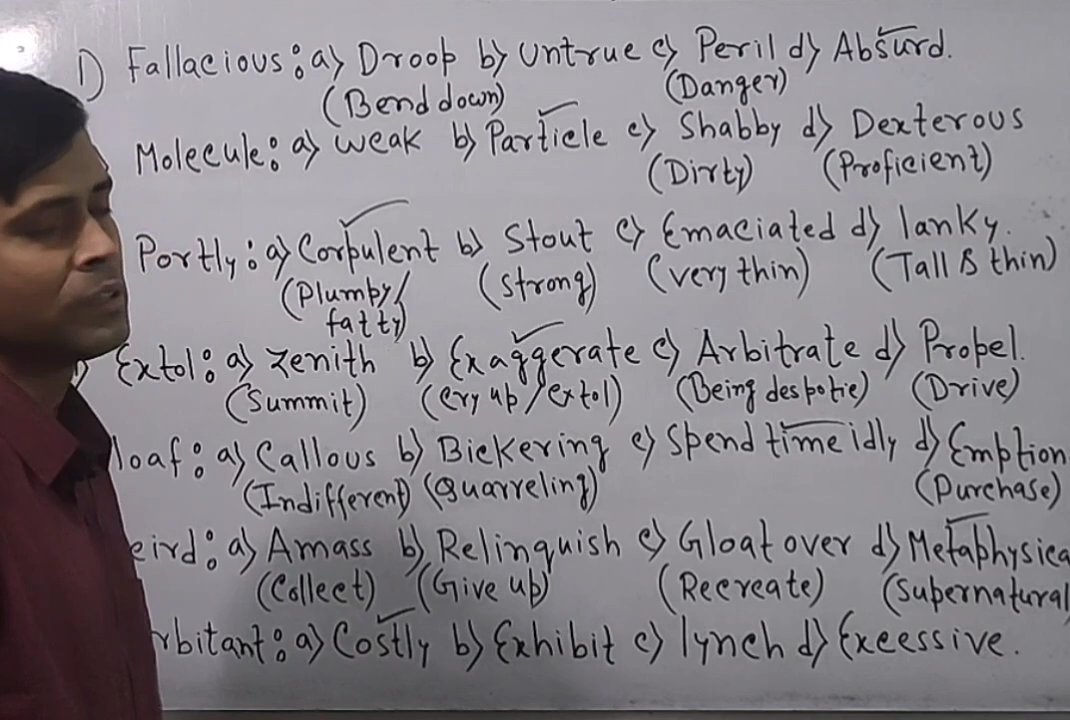 1) Fallacious: a) Droop b) Untrue c) Peril d) Absurd.
(Bend down) (Danger)
Molecule: a) weak b) Particle c) Shabby d) Dexterous
(Dirty) (Proficient)
Portly: a) Corpulent b) Stout c) Emaciated d) lanky.
(Plumby/ (Strong) (very thin) (Tall & thin)
fatty)
Extol: a) Zenith b) Exaggerate c) Arbitrate d) Propel.
(Summit) (cry up/extol) (Being despotic) (Drive)
loaf: a) Callous b) Bickering c) Spend time idly d) Emption
(Indifferent) (Quarreling) (Purchase)
eird: a) Amass b) Relinquish c) Gloat over d) Metaphysica
(Collect) (Give up) (Recreate) (Supernatural
rbitant: a) Costly b) Exhibit c) lynch d) Excessive.